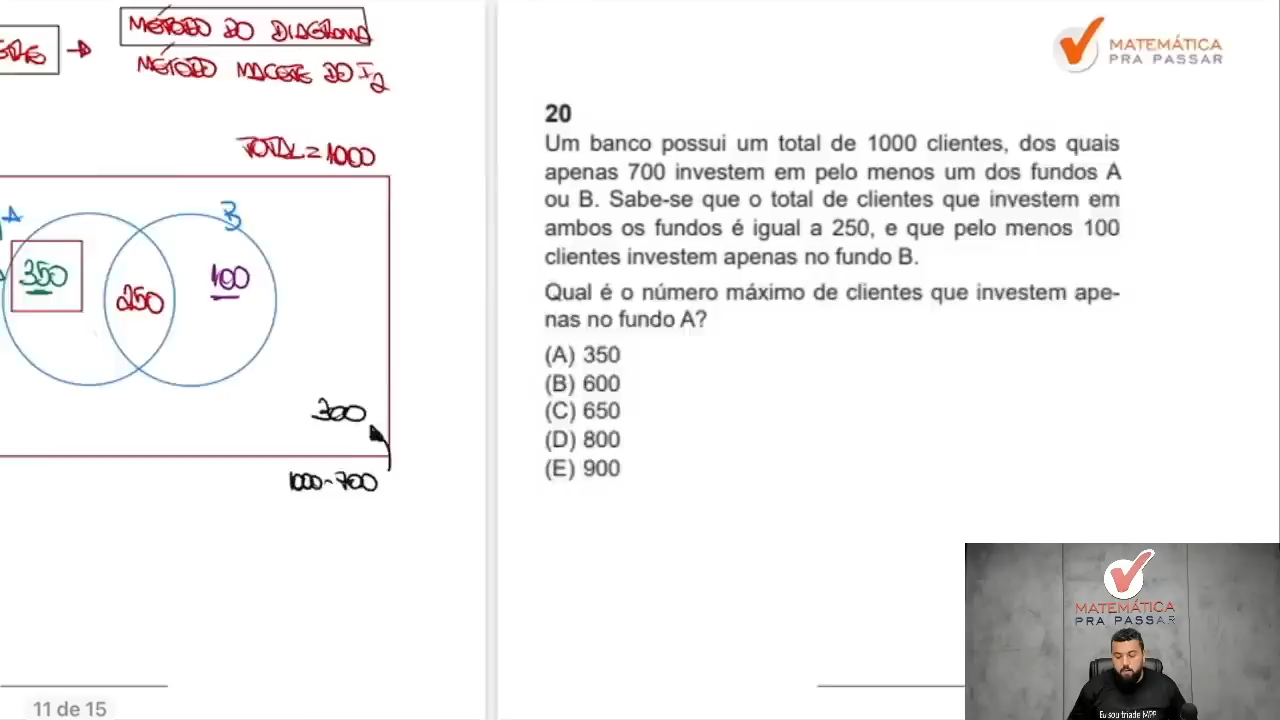 MÉTODO DO DIAGRAMA
MÉTODO MACETE DO I2
TOTAL = 1000
A
B
350
250
100
300
1000-700
11 de 15
MATEMÁTICA
PRA PASSAR
20
Um banco possui um total de 1000 clientes, dos quais
apenas 700 investem em pelo menos um dos fundos A
ou B. Sabe-se que o total de clientes que investem em
ambos os fundos é igual a 250, e que pelo menos 100
clientes investem apenas no fundo B.
Qual é o número máximo de clientes que investem ape-
nas no fundo A?
(A) 350
(B) 600
(C) 650
(D) 800
(E) 900
MATEMÁTICA
PRA PASSAR
Eu sou tríade MPP